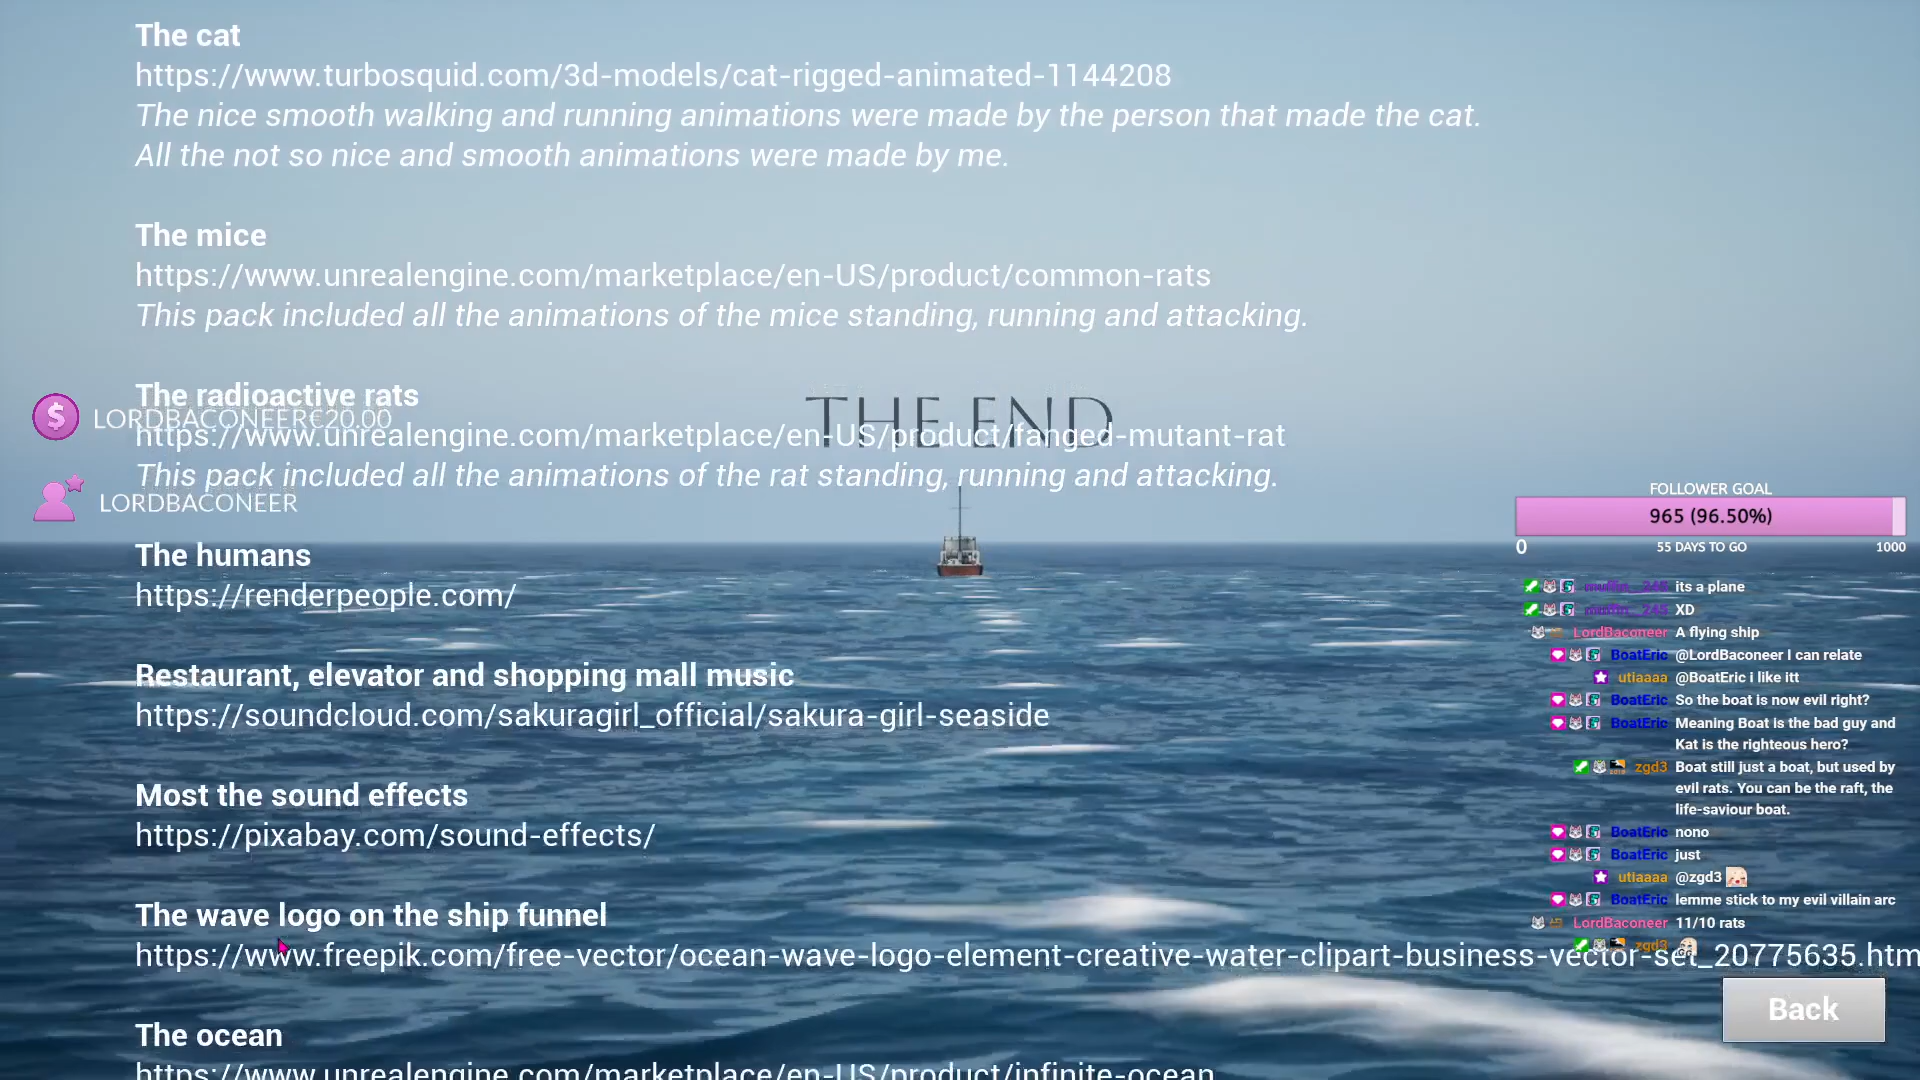 The cat
https://www.turbosquid.com/3d-models/cat-rigged-animated-1144208
The nice smooth walking and running animations were made by the person that made the cat.
All the not so nice and smooth animations were made by me.
The mice
https://www.unrealengine.com/marketplace/en-US/product/common-rats
This pack included all the animations of the mice standing, running and attacking.
The radioactive rats
https://www.unrealengine.com/marketplace/en-US/product/fanged-mutant-rat
This pack included all the animations of the rat standing, running and attacking.
The humans
https://renderpeople.com/
Restaurant, elevator and shopping mall music
https://soundcloud.com/sakuragirl_official/sakura-girl-seaside
Most the sound effects
https://pixabay.com/sound-effects/
The wave logo on the ship funnel
https://www.freepik.com/free-vector/ocean-wave-logo-element-creative-water-clipart-business-vector-set_20775635.htm
The ocean
https://www.unrealengine.com/marketplace/en-US/product/infinite-ocean
THE END
LORDBACONEER€20.00
LORDBACONEER
FOLLOWER GOAL
965 (96.50%)
0 55 DAYS TO GO 1000
muffin_245 its a plane
muffin_245 XD
LordBaconeer A flying ship
BoatEric @LordBaconeer I can relate
utiaaaa @BoatEric i like itt
BoatEric So the boat is now evil right?
BoatEric Meaning Boat is the bad guy and
Kat is the righteous hero?
zgd3 Boat still just a boat, but used by
evil rats. You can be the raft, the
life-saviour boat.
BoatEric nono
BoatEric just
utiaaaa @zgd3
BoatEric lemme stick to my evil villain arc
LordBaconeer 11/10 rats
zgd3
Back